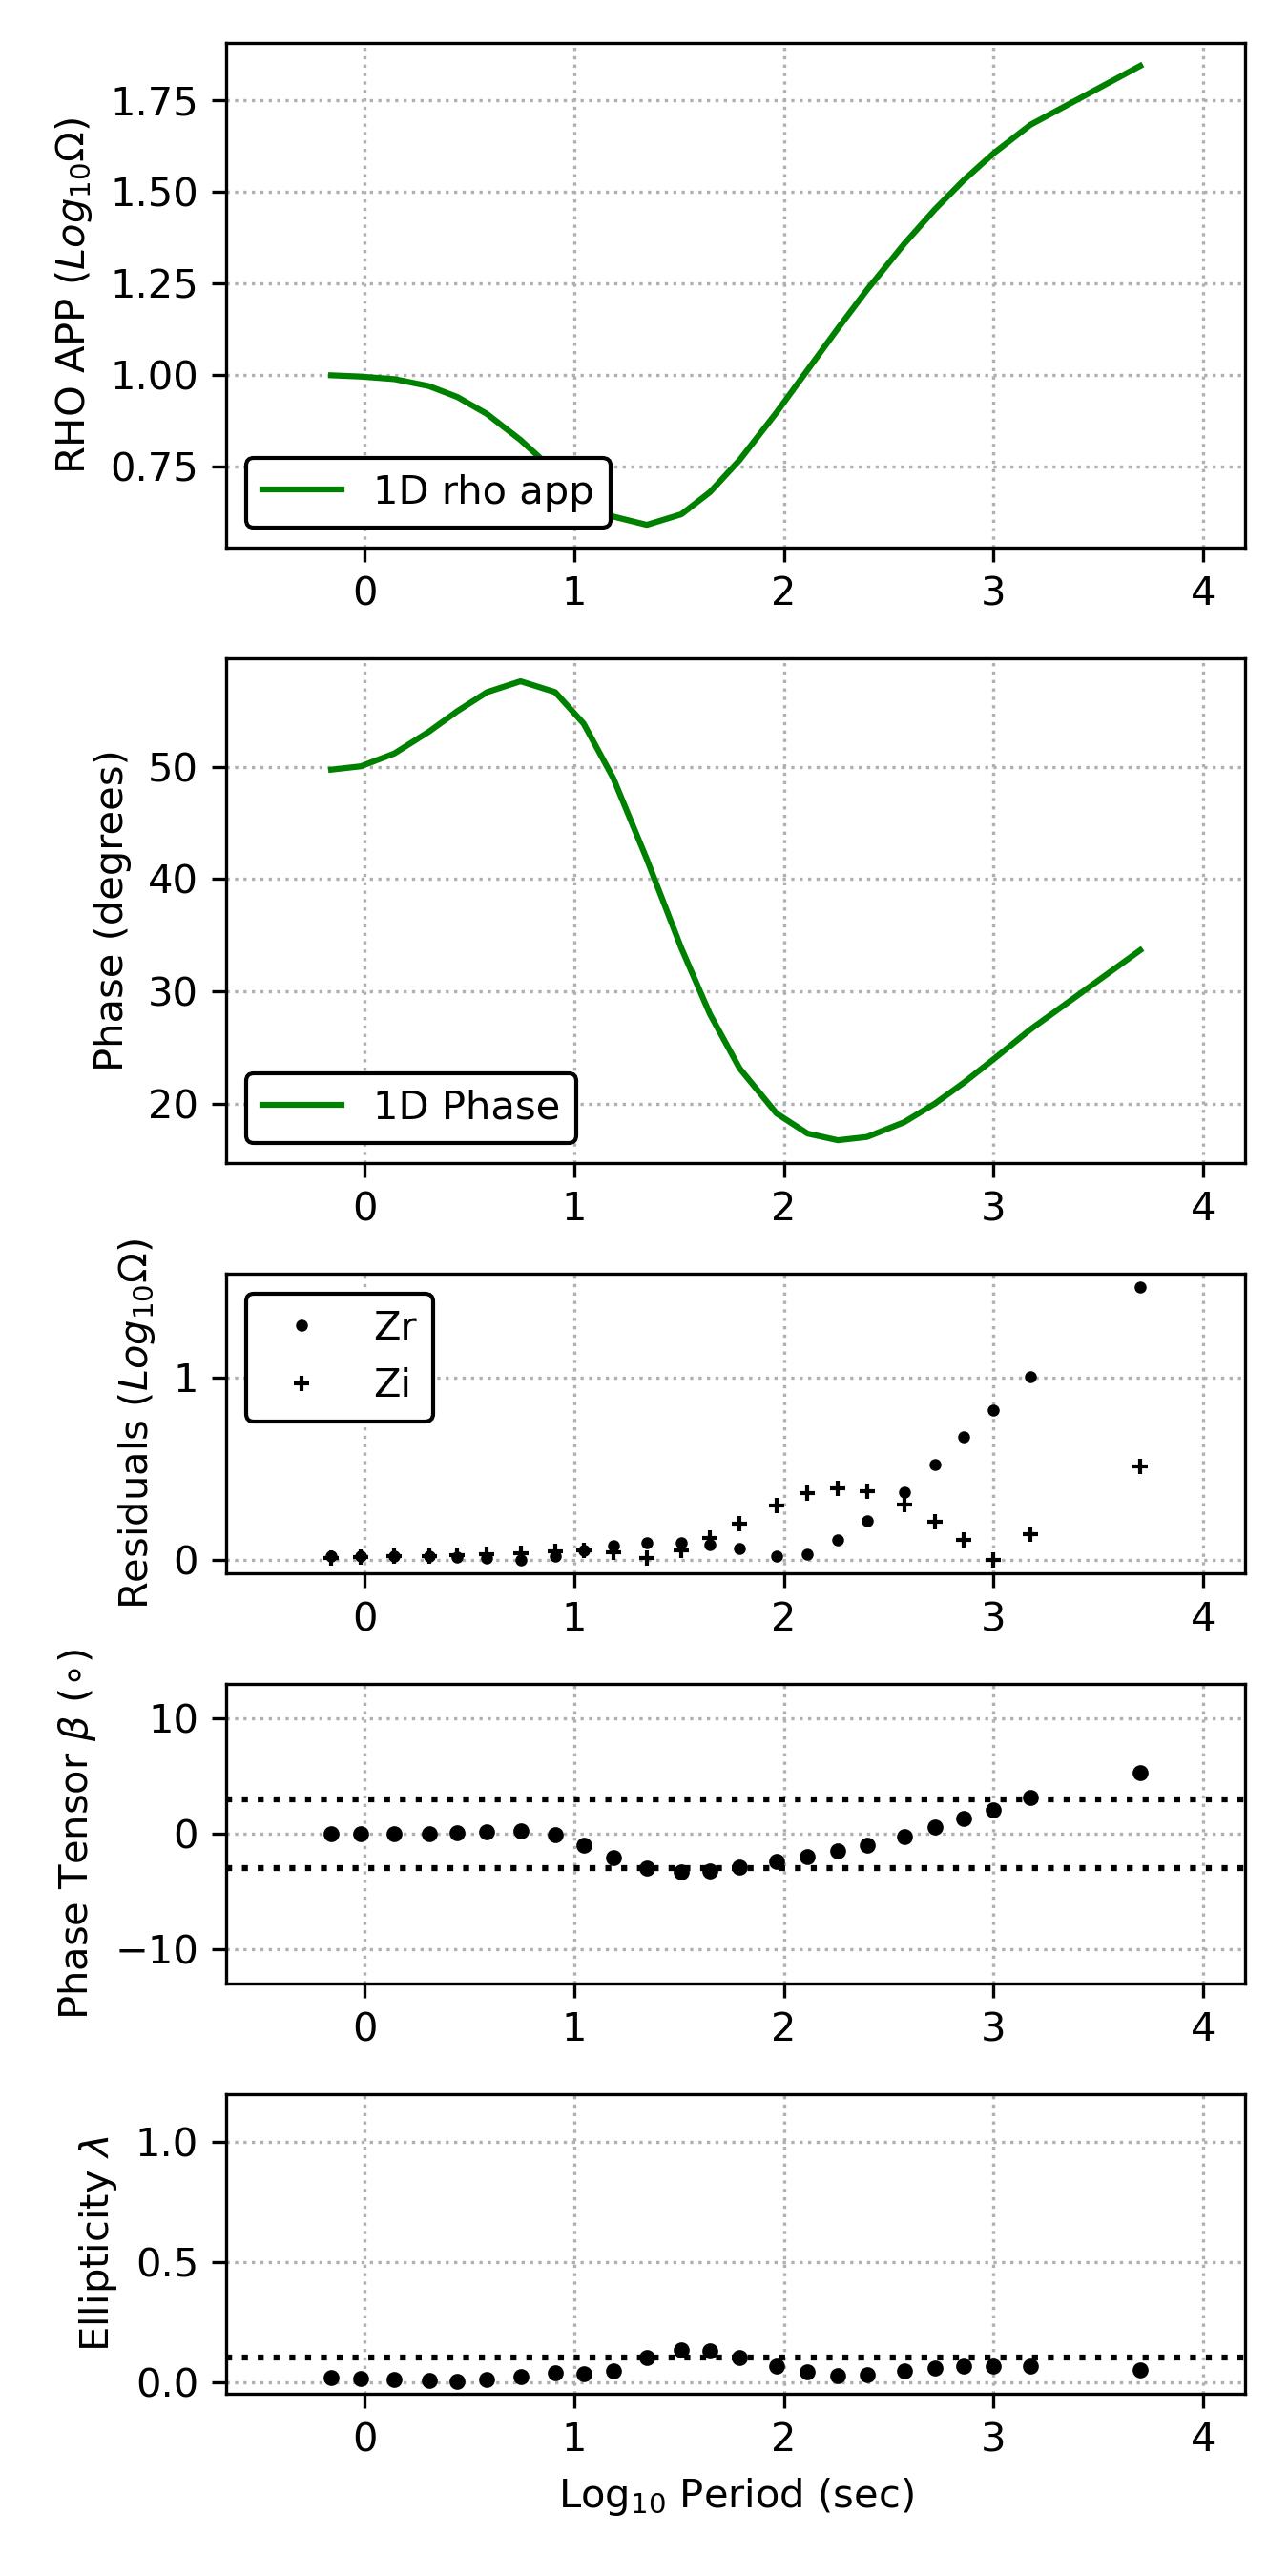 1.75
1.50
1.25
1.00
0.75
RHO APP (Log₁₀Ω)
1D rho app
0 1 2 3 4
50
40
30
20
Phase (degrees)
1D Phase
0 1 2 3 4
1
0
Residuals (Log₁₀Ω)
Zr
Zi
0 1 2 3 4
10
0
−10
Phase Tensor β (∘)
0 1 2 3 4
1.0
0.5
0.0
Ellipticity λ
0 1 2 3 4
Log₁₀ Period (sec)